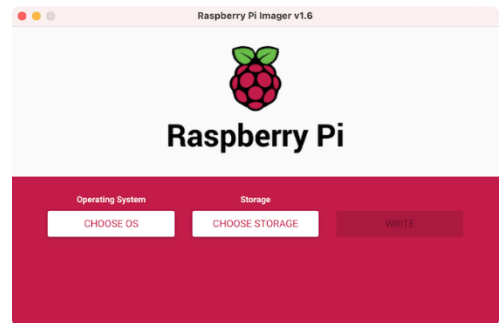 Raspberry Pi Imager v1.6
Raspberry Pi
Operating System
Storage
CHOOSE OS
CHOOSE STORAGE
WRITE